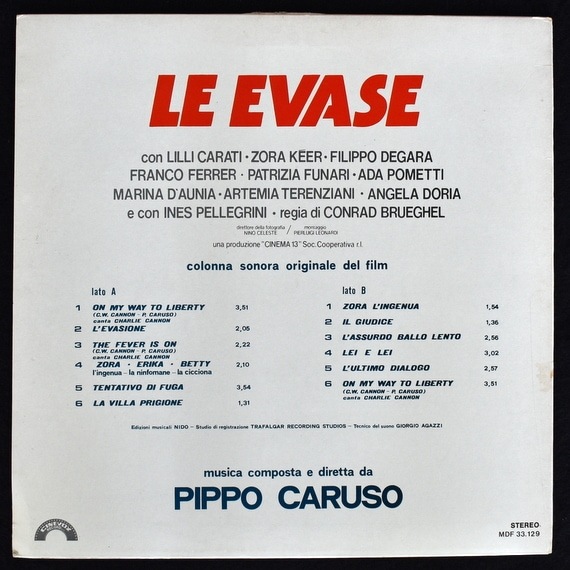 LE EVASE
con LILLI CARATI • ZORA KËER • FILIPPO DEGARA
FRANCO FERRER • PATRIZIA FUNARI • ADA POMETTI
MARINA D'AUNIA • ARTEMIA TERENZIANI • ANGELA DORIA
e con INES PELLEGRINI • regia di CONRAD BRUEGHEL
direttore della fotografia NINO CELESTE / montaggio PIERLUIGI LEONARDI
una produzione "CINEMA 13" Soc. Cooperativa r.l.
colonna sonora originale del film
lato A
1 ON MY WAY TO LIBERTY 3,51
(C.W. CANNON - P. CARUSO)
canta CHARLIE CANNON
2 L'EVASIONE 2,05
3 THE FEVER IS ON 2,22
(C.W. CANNON - P. CARUSO)
canta CHARLIE CANNON
4 ZORA - ERIKA - BETTY 2,10
l'ingenua — la ninfomane — la cicciona
5 TENTATIVO DI FUGA 3,54
6 LA VILLA PRIGIONE 1,31
lato B
1 ZORA L'INGENUA 1,54
2 IL GIUDICE 1,36
3 L'ASSURDO BALLO LENTO 2,56
4 LEI E LEI 3,02
5 L'ULTIMO DIALOGO 2,57
6 ON MY WAY TO LIBERTY 3,51
(C.W. CANNON - P. CARUSO)
canta CHARLIE CANNON
Edizioni musicali NIDO - Studio di registrazione TRAFALGAR RECORDING STUDIOS - Tecnico del suono GIORGIO AGAZZI
musica composta e diretta da
PIPPO CARUSO
CINEVOX
STEREO
MDF 33.129